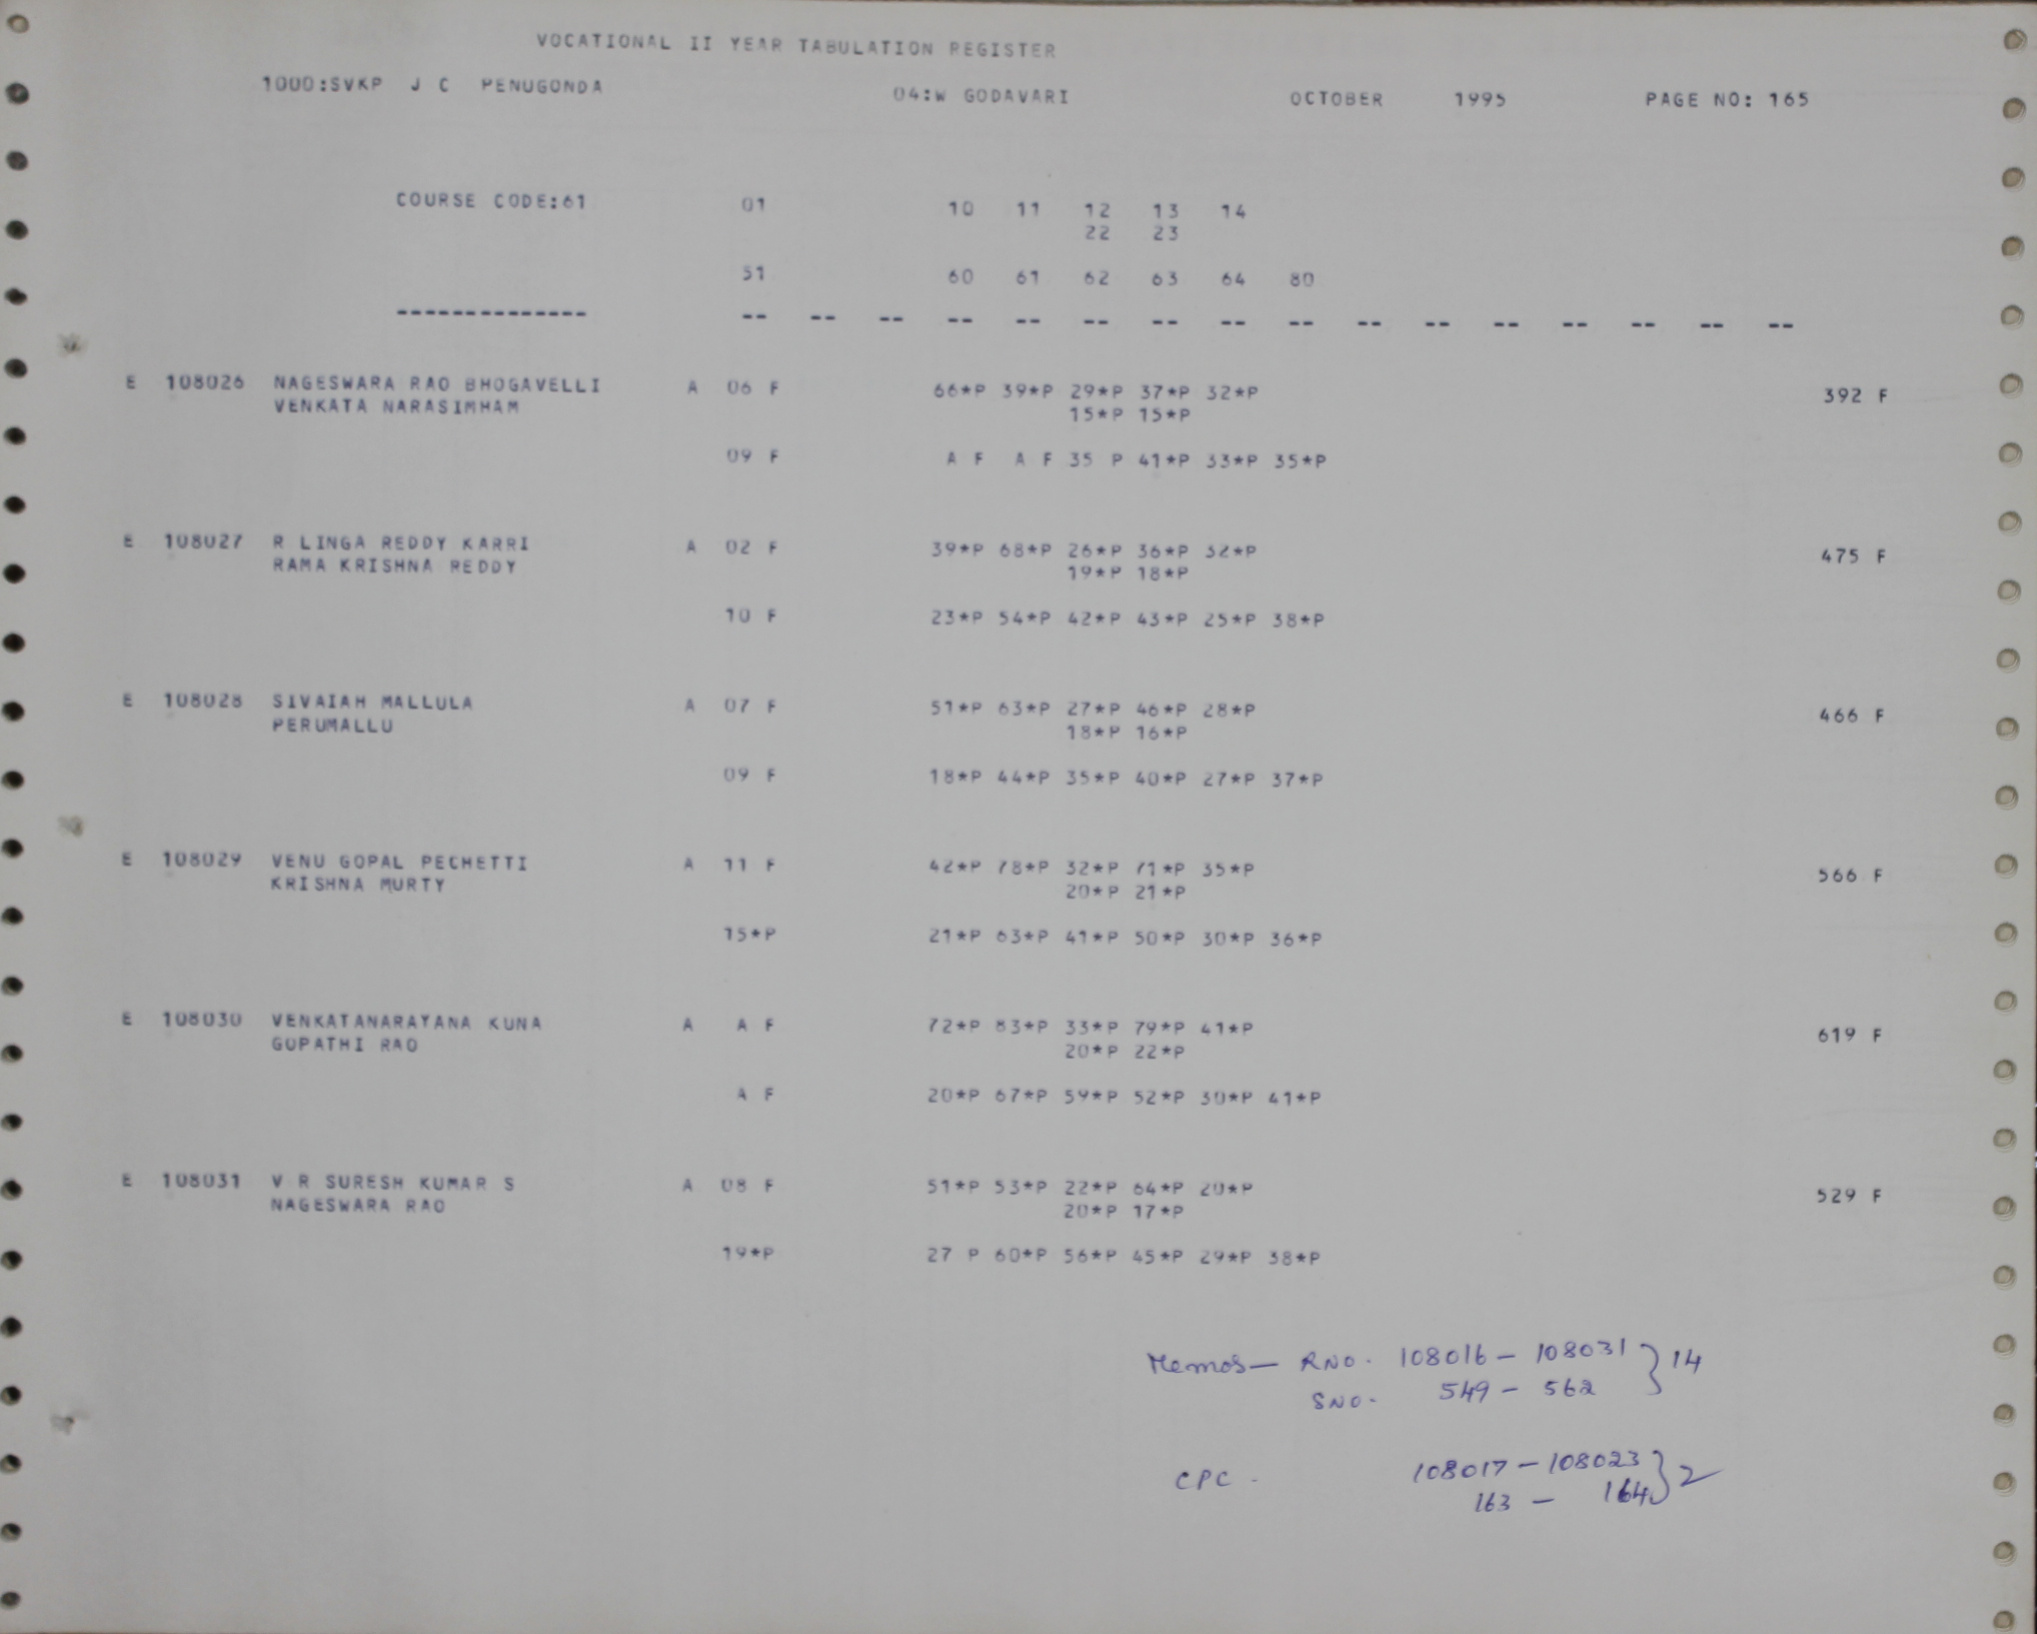 VOCATIONAL II YEAR TABULATION REGISTER
1000:SVKP J C PENUGONDA 04:W GODAVARI OCTOBER 1995 PAGE NO: 165
COURSE CODE:61 01 10 11 12 13 14
22 23
51 60 61 62 63 64 80
-------------- -- -- -- -- -- -- -- -- -- -- -- -- -- -- -- --
E 108026 NAGESWARA RAO BHOGAVELLI A 06 F 66*P 39*P 29*P 37*P 32*P 392 F
VENKATA NARASIMHAM 15*P 15*P
09 F A F A F 35 P 41*P 33*P 35*P
E 108027 R LINGA REDDY KARRI A 02 F 39*P 68*P 26*P 36*P 32*P 475 F
RAMA KRISHNA REDDY 19*P 18*P
10 F 23*P 54*P 42*P 43*P 25*P 38*P
E 108028 SIVAIAH MALLULA A 07 F 51*P 63*P 27*P 46*P 28*P 466 F
PERUMALLU 18*P 16*P
09 F 18*P 44*P 35*P 40*P 27*P 37*P
E 108029 VENU GOPAL PECHETTI A 11 F 42*P 78*P 32*P 71*P 35*P 566 F
KRISHNA MURTY 20*P 21*P
15*P 21*P 63*P 41*P 50*P 30*P 36*P
E 108030 VENKATANARAYANA KUNA A A F 72*P 83*P 33*P 79*P 41*P 619 F
GOPATHI RAO 20*P 22*P
A F 20*P 67*P 59*P 52*P 30*P 41*P
E 108031 V R SURESH KUMAR S A 08 F 51*P 53*P 22*P 64*P 20*P 529 F
NAGESWARA RAO 20*P 17*P
19*P 27 P 60*P 56*P 45*P 29*P 38*P
Memos— RNO. 108016 – 108031 } 14
SNO. 549 – 562
CPC - 108017 – 108023 } 2
163 – 164